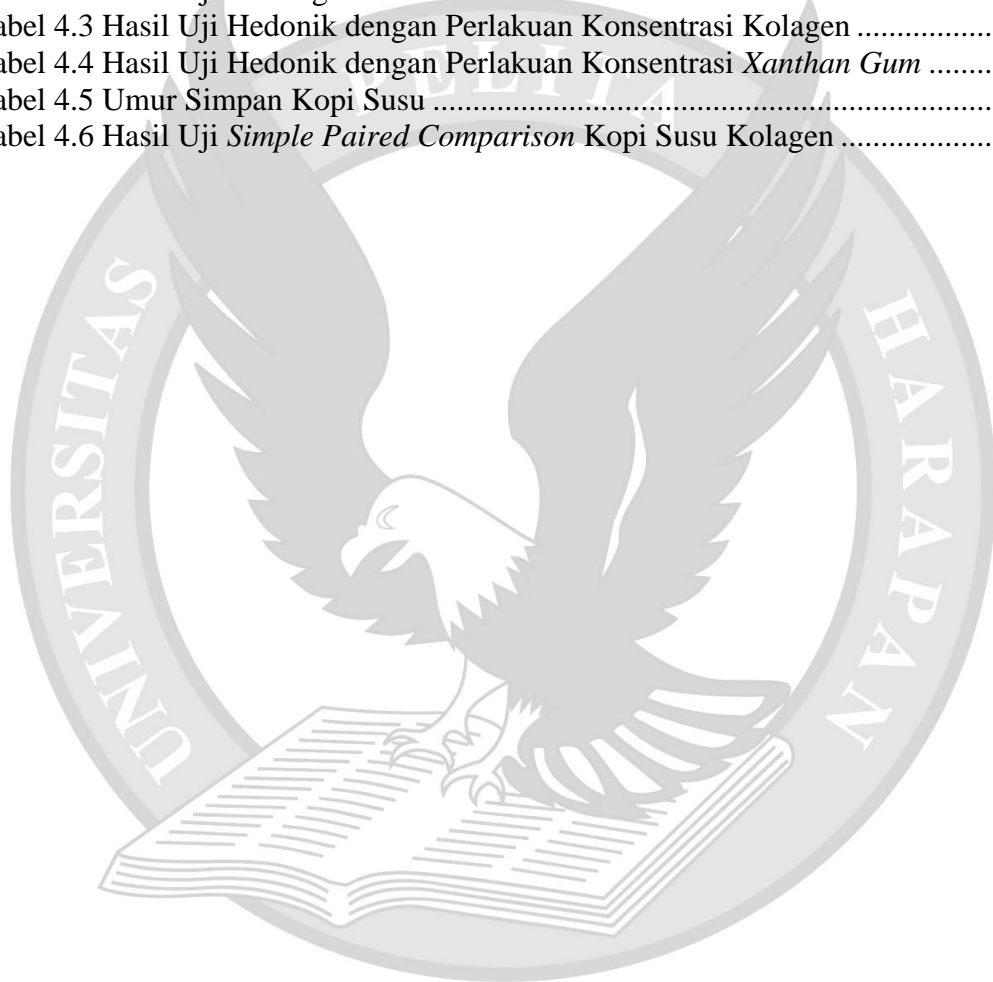 abel 4.3 Hasil Uji Hedonik dengan Perlakuan Konsentrasi Kolagen .................
abel 4.4 Hasil Uji Hedonik dengan Perlakuan Konsentrasi Xanthan Gum ........
abel 4.5 Umur Simpan Kopi Susu .......................................................................
abel 4.6 Hasil Uji Simple Paired Comparison Kopi Susu Kolagen ...................
UNIVERSITAS PELITA HARAPAN